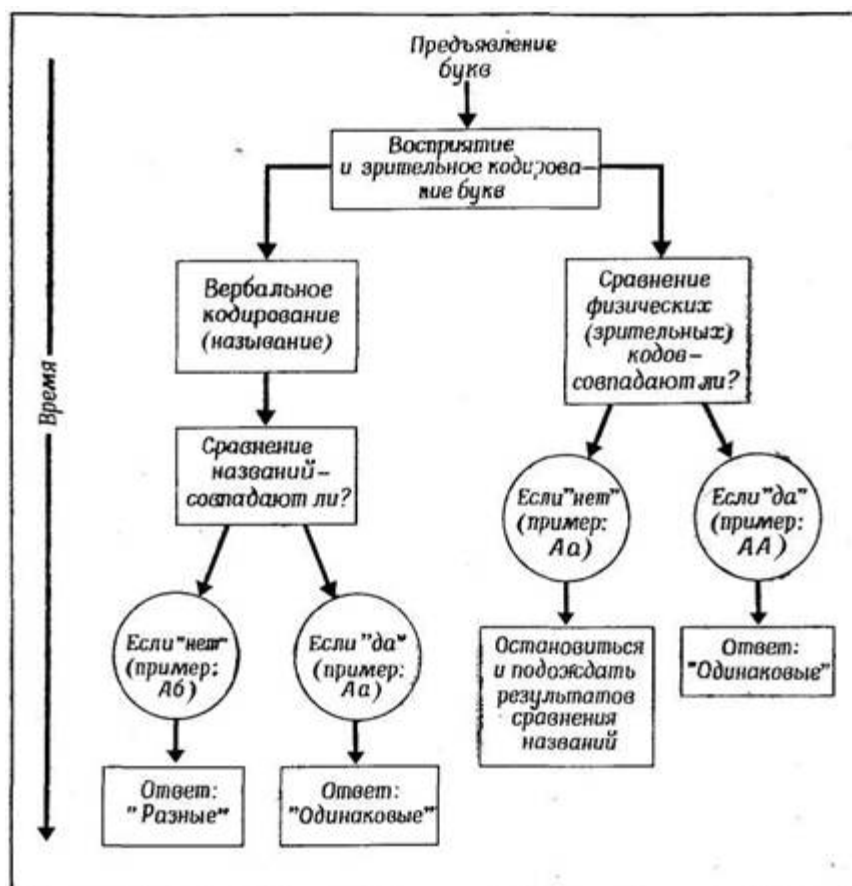 Предъявление
букв
Восприятие
и зрительное кодирова-
ние букв
Время
Вербальное
кодирование
(называние)
Сравнение
физических
(зрительных)
кодов-
совпадают ли?
Сравнение
названий-
совпадают ли?
Если "нет"
(пример:
Аа)
Если "да"
(пример:
АА)
Если "нет"
(пример:
Аб)
Если "да"
(пример:
Аа)
Остановиться
и подождать
результатов
сравнения
названий
Ответ:
"Одинаковые"
Ответ:
"Разные"
Ответ:
"Одинаковые"